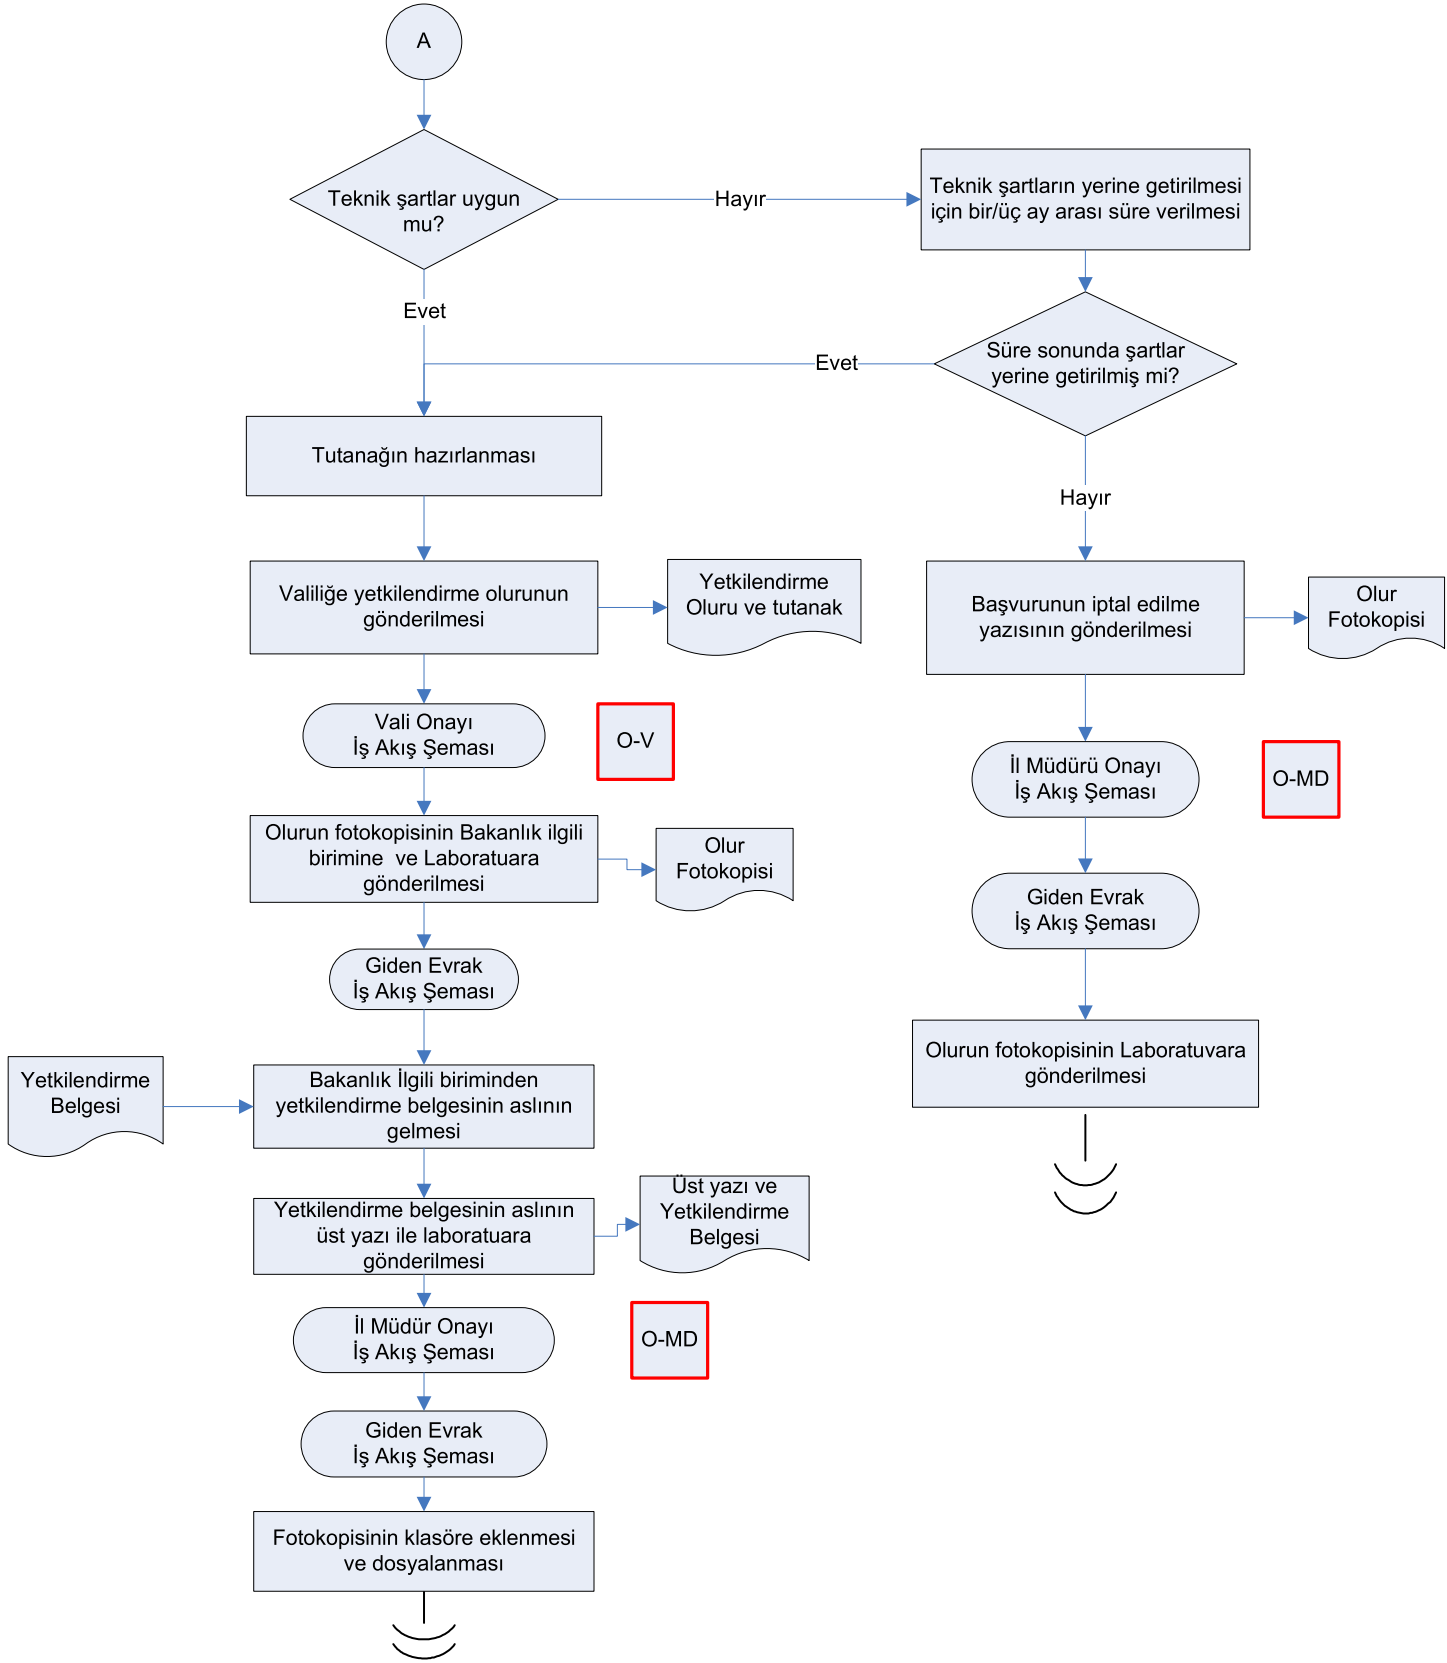 A
Teknik şartlar uygun
mu?
Hayır
Teknik şartların yerine getirilmesi
için bir/üç ay arası süre verilmesi
Evet
Süre sonunda şartlar
yerine getirilmiş mi?
Evet
Tutanağın hazırlanması
Hayır
Valiliğe yetkilendirme olurunun
gönderilmesi
Yetkilendirme
Oluru ve tutanak
Başvurunun iptal edilme
yazısının gönderilmesi
Olur
Fotokopisi
Vali Onayı
İş Akış Şeması
O-V
İl Müdürü Onayı
İş Akış Şeması
O-MD
Olurun fotokopisinin Bakanlık ilgili
birimine  ve Laboratuara
gönderilmesi
Olur
Fotokopisi
Giden Evrak
İş Akış Şeması
Giden Evrak
İş Akış Şeması
Olurun fotokopisinin Laboratuvara
gönderilmesi
Yetkilendirme
Belgesi
Bakanlık İlgili biriminden
yetkilendirme belgesinin aslının
gelmesi
Yetkilendirme belgesinin aslının
üst yazı ile laboratuara
gönderilmesi
Üst yazı ve
Yetkilendirme
Belgesi
İl Müdür Onayı
İş Akış Şeması
O-MD
Giden Evrak
İş Akış Şeması
Fotokopisinin klasöre eklenmesi
ve dosyalanması